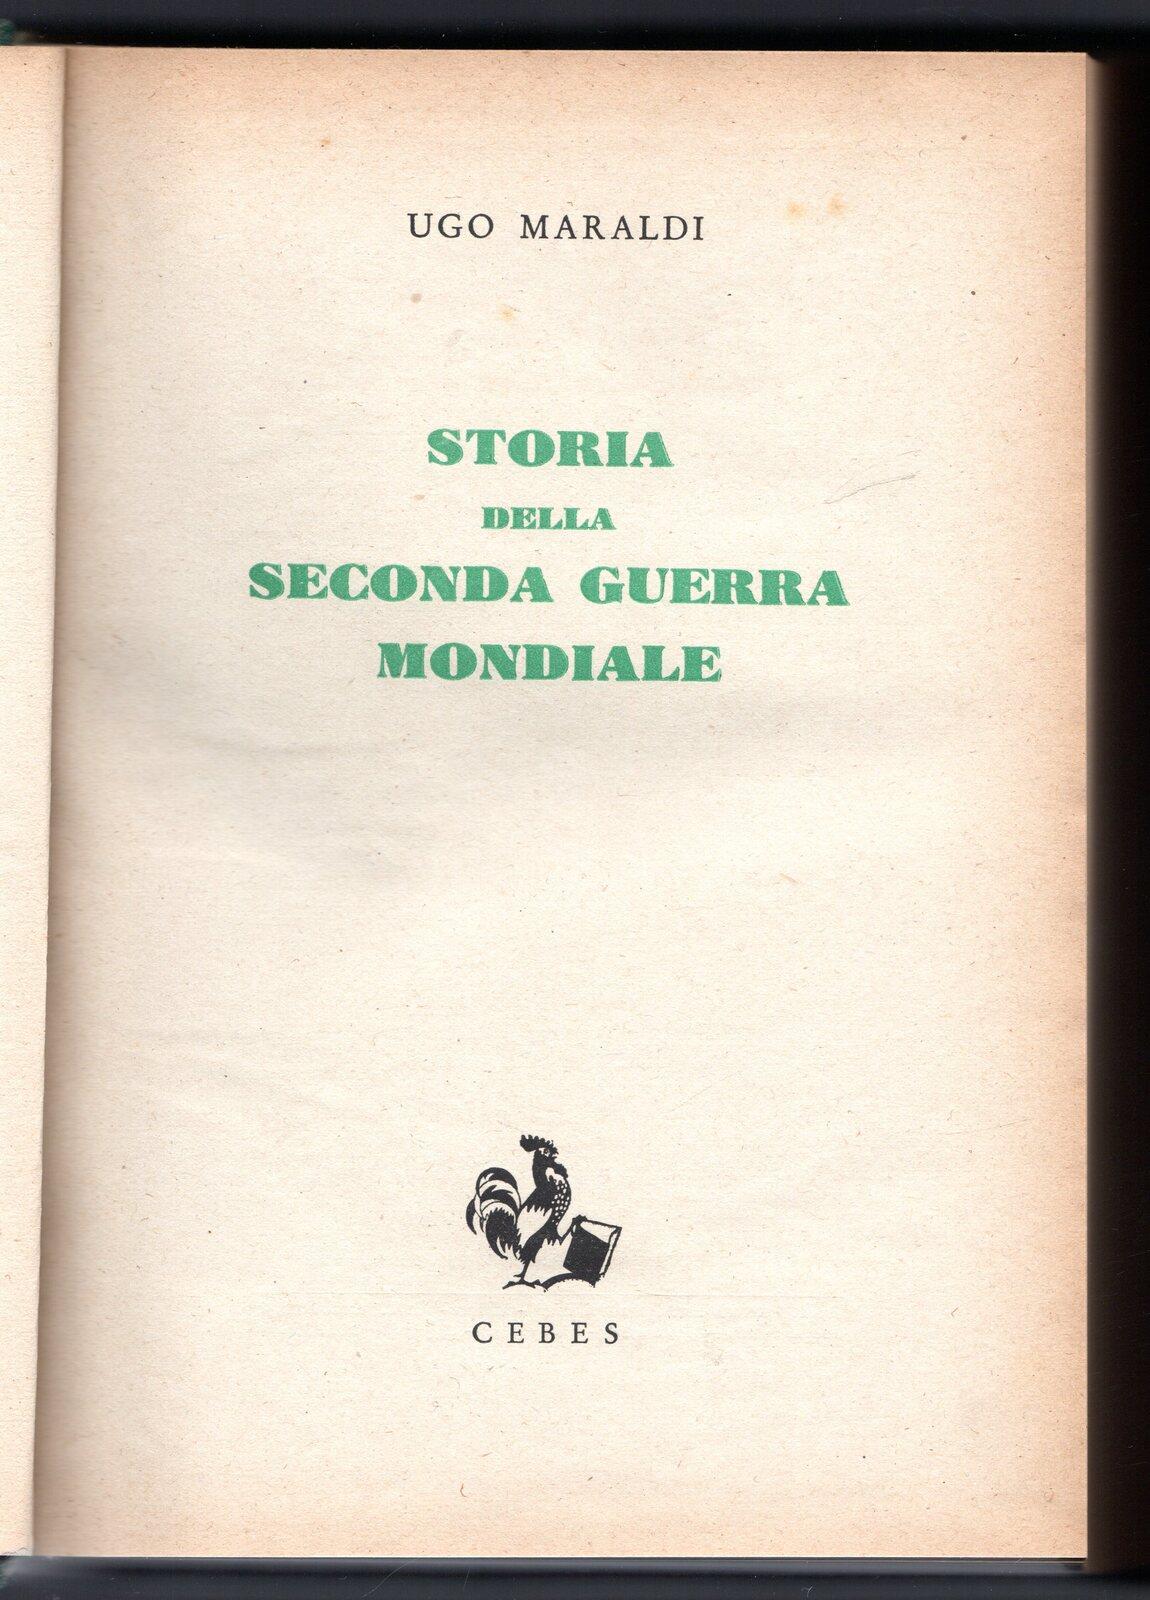 UGO MARALDI
STORIA
DELLA
SECONDA GUERRA
MONDIALE
CEBES